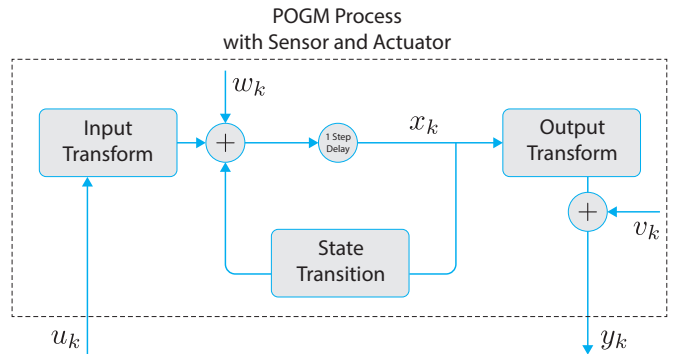 POGM Process
with Sensor and Actuator
w_k
Input
Transform
+
1 Step
Delay
x_k
Output
Transform
+
v_k
State
Transition
u_k
y_k